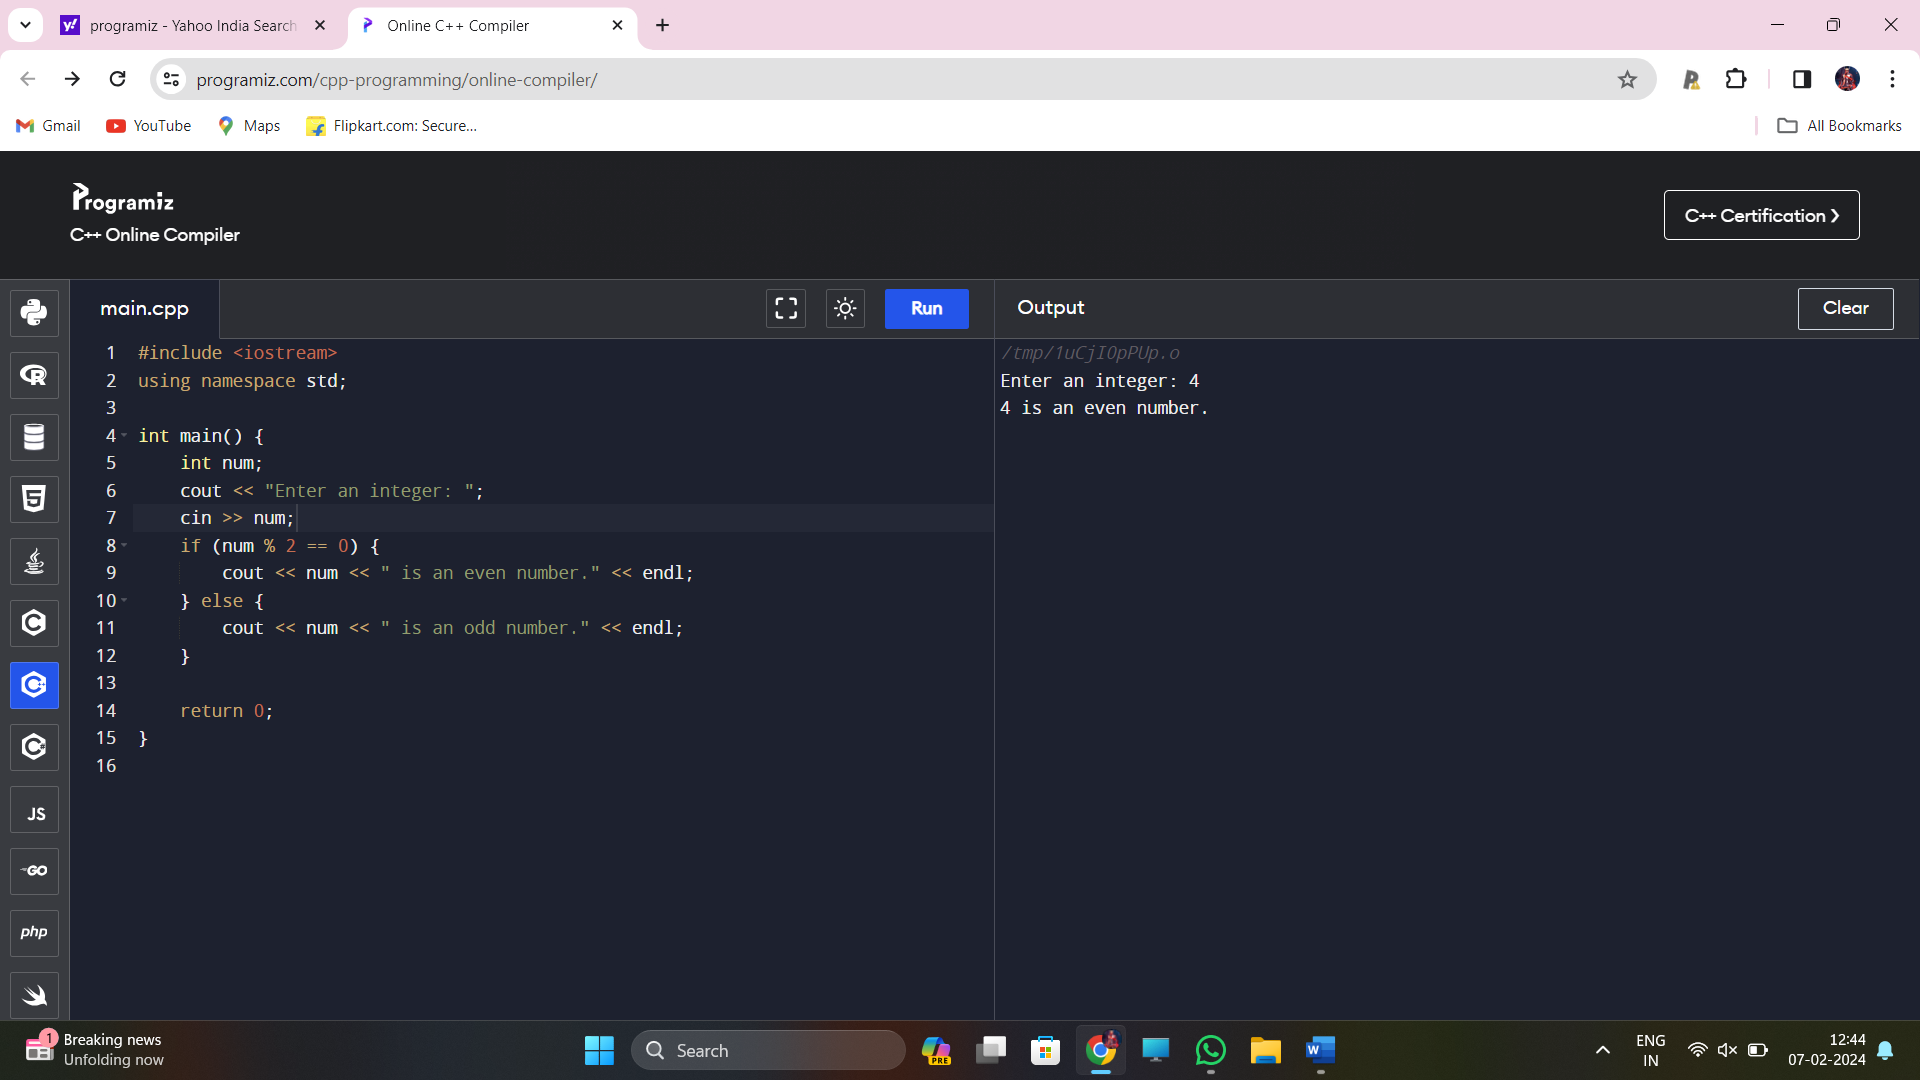 programiz - Yahoo India Search
Online C++ Compiler
programiz.com/cpp-programming/online-compiler/
Gmail
YouTube
Maps
Flipkart.com: Secure...
All Bookmarks
Programiz
C++ Online Compiler
C++ Certification ❯
main.cpp
Run
Output
Clear
1 #include <iostream>
2 using namespace std;
3
4 int main() {
5     int num;
6     cout << "Enter an integer: ";
7     cin >> num;
8     if (num % 2 == 0) {
9         cout << num << " is an even number." << endl;
10     } else {
11         cout << num << " is an odd number." << endl;
12     }
13
14     return 0;
15 }
16
/tmp/1uCjIOpPUp.o
Enter an integer: 4
4 is an even number.
JS
GO
php
1
Breaking news
Unfolding now
Search
PRE
W
ENG
IN
12:44
07-02-2024